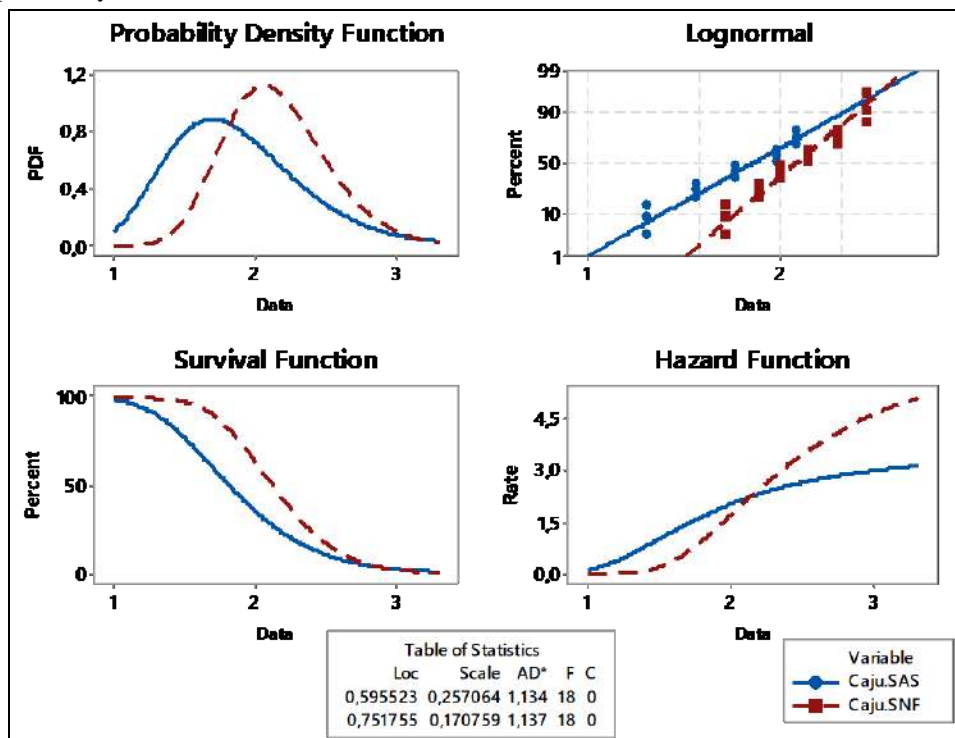 Probability Density Function
1,2
0,8
0,4
0,0
PDF
1 2 3
Data
Lognormal
99
90
50
10
1
Percent
1 2
Data
Survival Function
100
50
0
Percent
1 2 3
Data
Hazard Function
4,5
3,0
1,5
0,0
Rate
1 2 3
Data
Table of Statistics
Loc Scale AD* F C
0,595523 0,257064 1,134 18 0
0,751755 0,170759 1,137 18 0
Variable
Caju.SAS
Caju.SNF